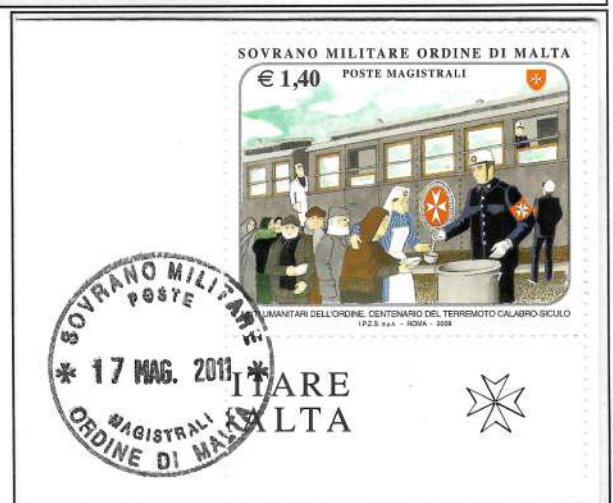 SOVRANO MILITARE ORDINE DI MALTA
€ 1,40 POSTE MAGISTRALI
UMANITARI DELL'ORDINE. CENTENARIO DEL TERREMOTO CALABRO-SICULO
I.P.Z.S. S.p.A. - ROMA - 2008
SOVRANO MILITARE
POSTE
17 MAG. 2011
MAGISTRALI
ORDINE DI MALTA
ITARE
ALTA